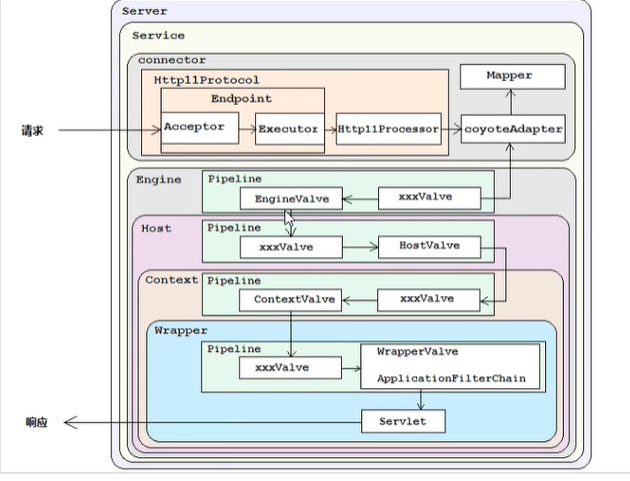 Server
Service
connector
Http11Protocol
Mapper
Endpoint
请求
Acceptor
Executor
Http11Processor
coyoteAdapter
Engine
Pipeline
EngineValve
xxxValve
Host
Pipeline
xxxValve
HostValve
Context
Pipeline
ContextValve
xxxValve
Wrapper
Pipeline
xxxValve
WrapperValve
ApplicationFilterChain
响应
Servlet